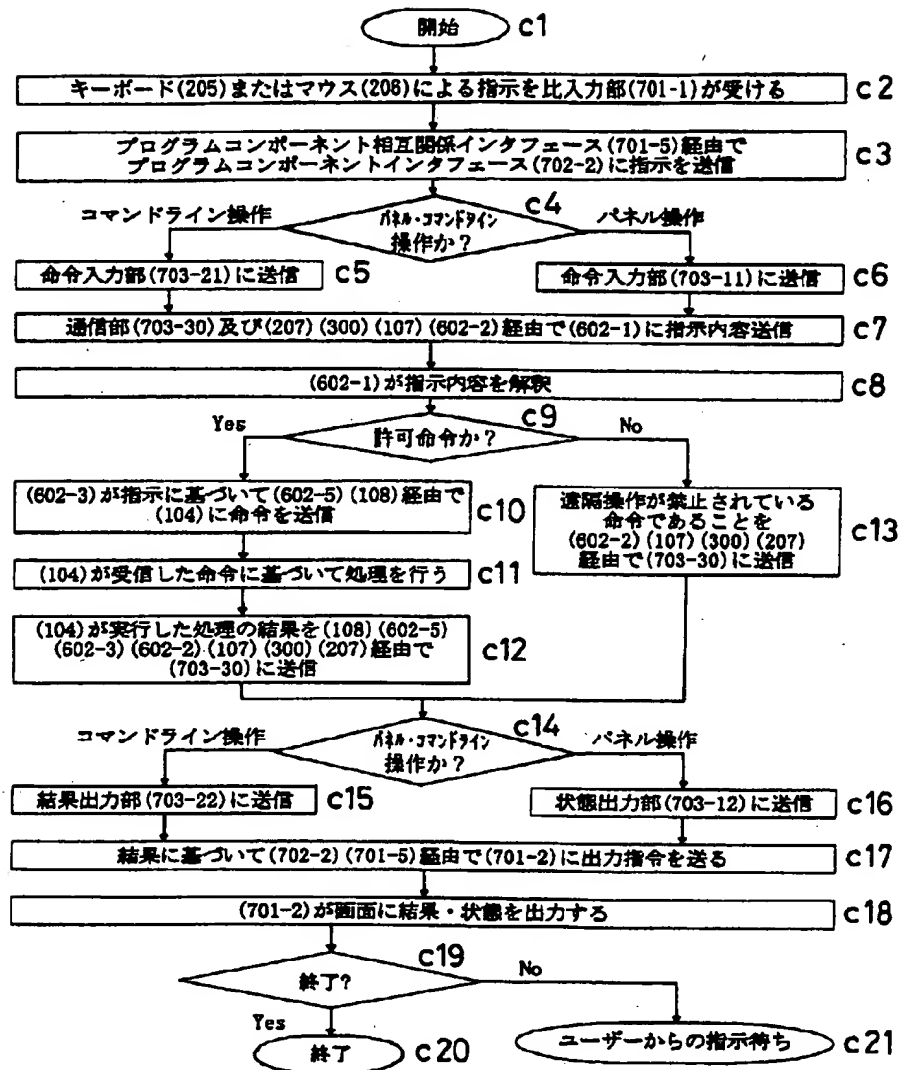 開始 c1
キーボード(205)またはマウス(206)による指示を比入力部(701-1)が受ける c2
プログラムコンポーネント相互関係インタフェース(701-5)経由で
プログラムコンポーネントインタフェース(702-2)に指示を送信 c3
c4
コマンドライン操作 パネル・コマンドライン パネル操作
操作か？
命令入力部(703-21)に送信 c5 命令入力部(703-11)に送信 c6
通信部(703-30)及び(207)(300)(107)(602-2)経由で(602-1)に指示内容送信 c7
(602-1)が指示内容を解釈 c8
Yes c9 No
許可命令か？
(602-3)が指示に基づいて(602-5)(108)経由で
(104)に命令を送信 c10
遠隔操作が禁止されている
命令であることを
(602-2)(107)(300)(207)
経由で(703-30)に送信 c13
(104)が受信した命令に基づいて処理を行う c11
(104)が実行した処理の結果を(108)(602-5)
(602-3)(602-2)(107)(300)(207)経由で
(703-30)に送信 c12
c14
コマンドライン操作 パネル・コマンドライン パネル操作
操作か？
結果出力部(703-22)に送信 c15 状態出力部(703-12)に送信 c16
結果に基づいて(702-2)(701-5)経由で(701-2)に出力指令を送る c17
(701-2)が画面に結果・状態を出力する c18
c19
終了? No
Yes
終了 c20 ユーザーからの指示待ち c21